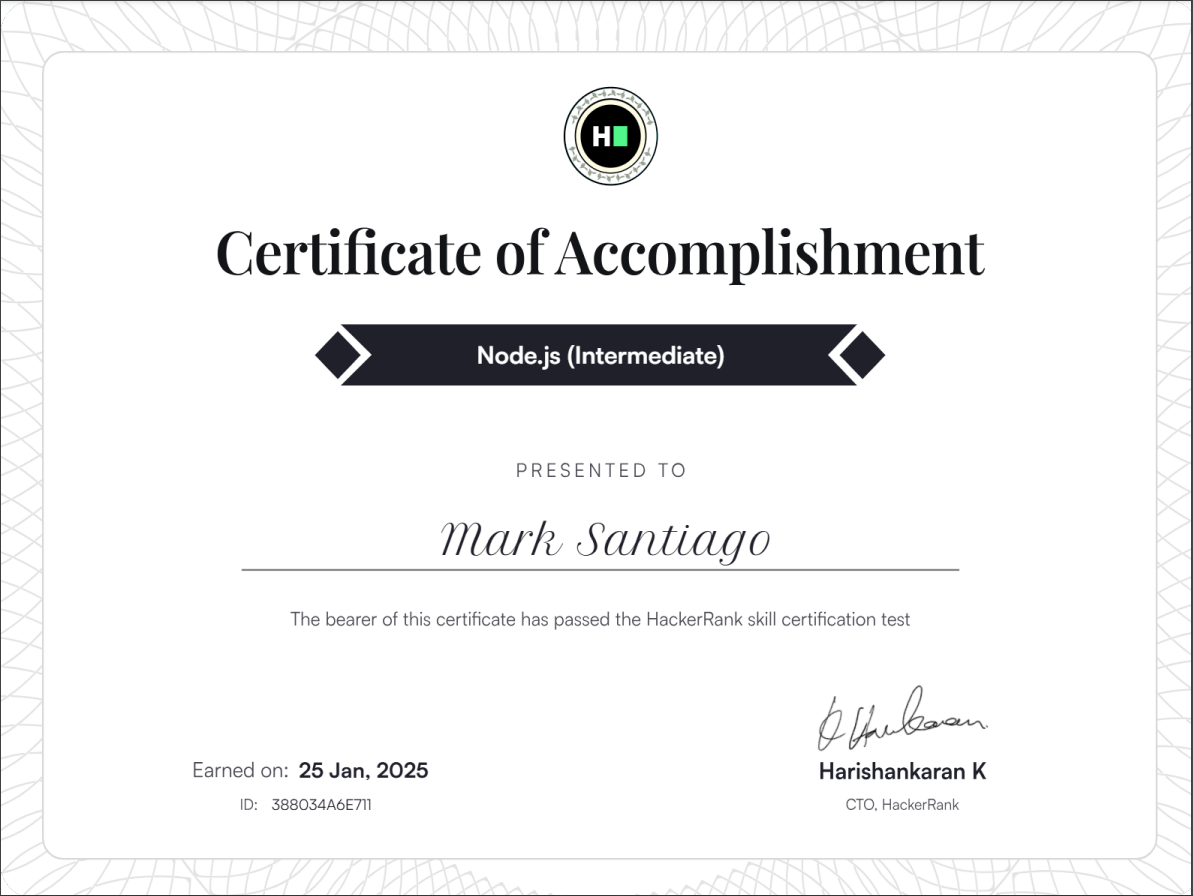 H
Certificate of Accomplishment
Node.js (Intermediate)
PRESENTED TO
Mark Santiago
The bearer of this certificate has passed the HackerRank skill certification test
Earned on: 25 Jan, 2025
ID: 388034A6E711
Harishankaran K
CTO, HackerRank